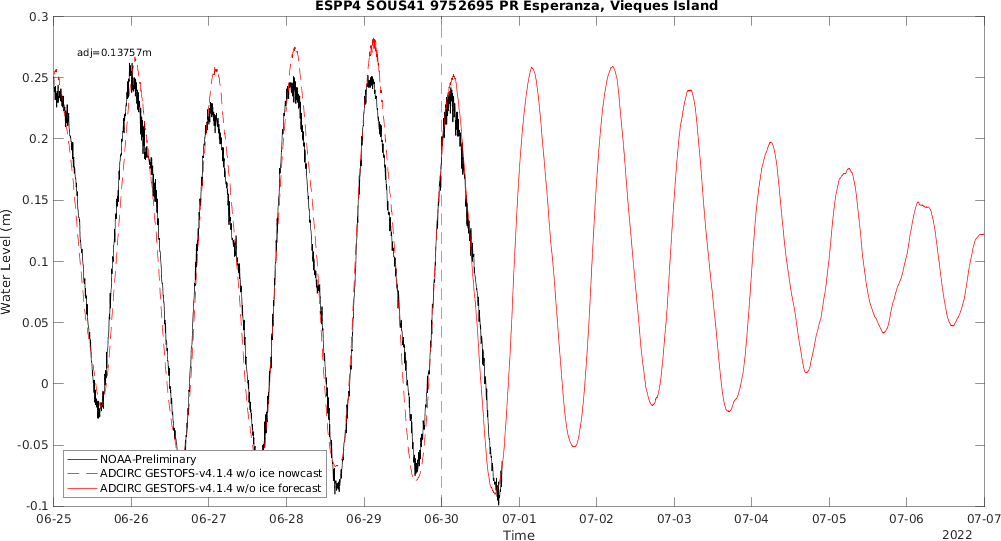 ESPP4 SOUS41 9752695 PR Esperanza, Vieques Island
0.3
adj=0.13757m
0.25
0.2
0.15
0.1
0.05
0
-0.05
-0.1
Water Level (m)
NOAA-Preliminary
ADCIRC GESTOFS-v4.1.4 w/o ice nowcast
ADCIRC GESTOFS-v4.1.4 w/o ice forecast
06-25 06-26 06-27 06-28 06-29 06-30 07-01 07-02 07-03 07-04 07-05 07-06 07-07
Time
2022